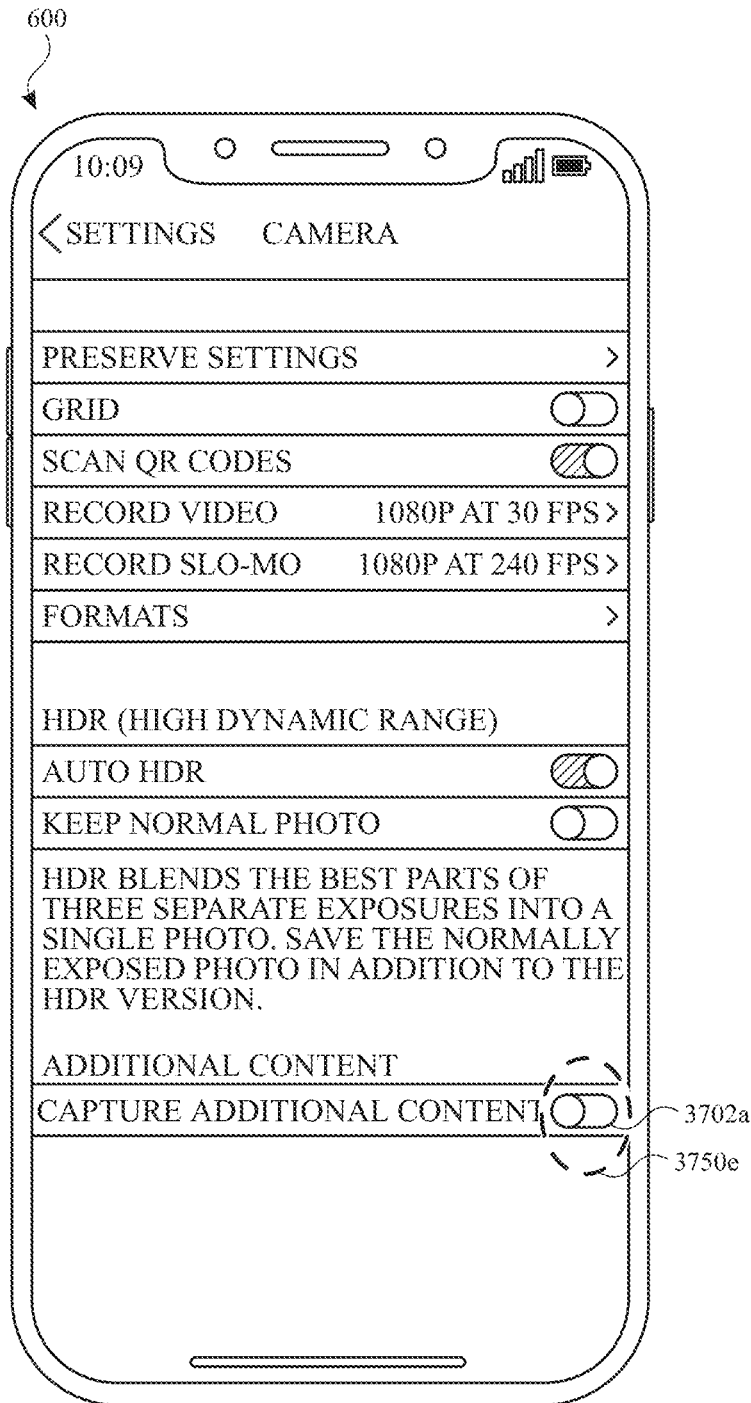 600
10:09
SETTINGS CAMERA
PRESERVE SETTINGS
GRID
SCAN QR CODES
RECORD VIDEO 1080P AT 30 FPS
RECORD SLO-MO 1080P AT 240 FPS
FORMATS
HDR (HIGH DYNAMIC RANGE)
AUTO HDR
KEEP NORMAL PHOTO
HDR BLENDS THE BEST PARTS OF
THREE SEPARATE EXPOSURES INTO A
SINGLE PHOTO. SAVE THE NORMALLY
EXPOSED PHOTO IN ADDITION TO THE
HDR VERSION.
ADDITIONAL CONTENT
CAPTURE ADDITIONAL CONTENT
3702a
3750e